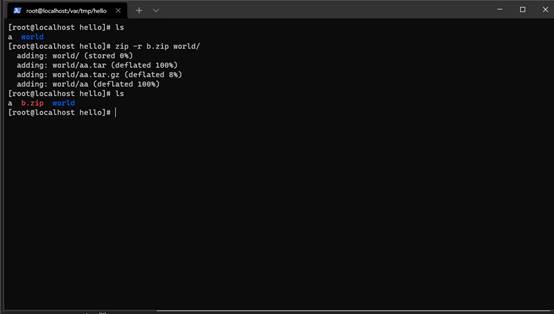 root@localhost:/var/tmp/hello
[root@localhost hello]# ls
a  world
[root@localhost hello]# zip -r b.zip world/
  adding: world/ (stored 0%)
  adding: world/aa.tar (deflated 100%)
  adding: world/aa.tar.gz (deflated 8%)
  adding: world/aa (deflated 100%)
[root@localhost hello]# ls
a  b.zip  world
[root@localhost hello]#